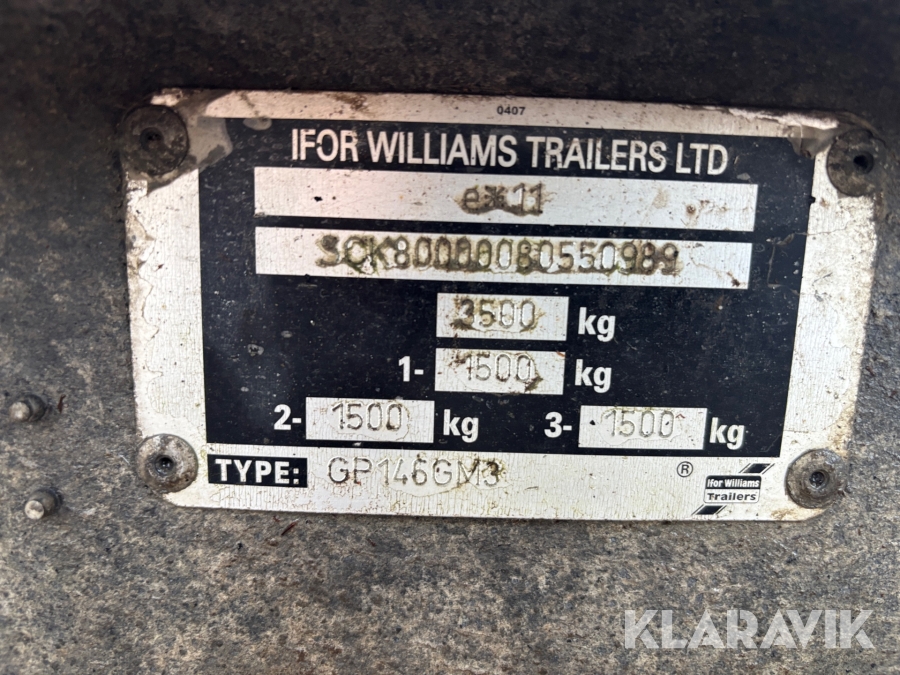 0407
IFOR WILLIAMS TRAILERS LTD
e*11
SCK80000080550989
3500 kg
1- 1500 kg
2- 1500 kg 3- 1500 kg
TYPE: GP146GM3 ® Ifor Williams
Trailers
KLARAVIK